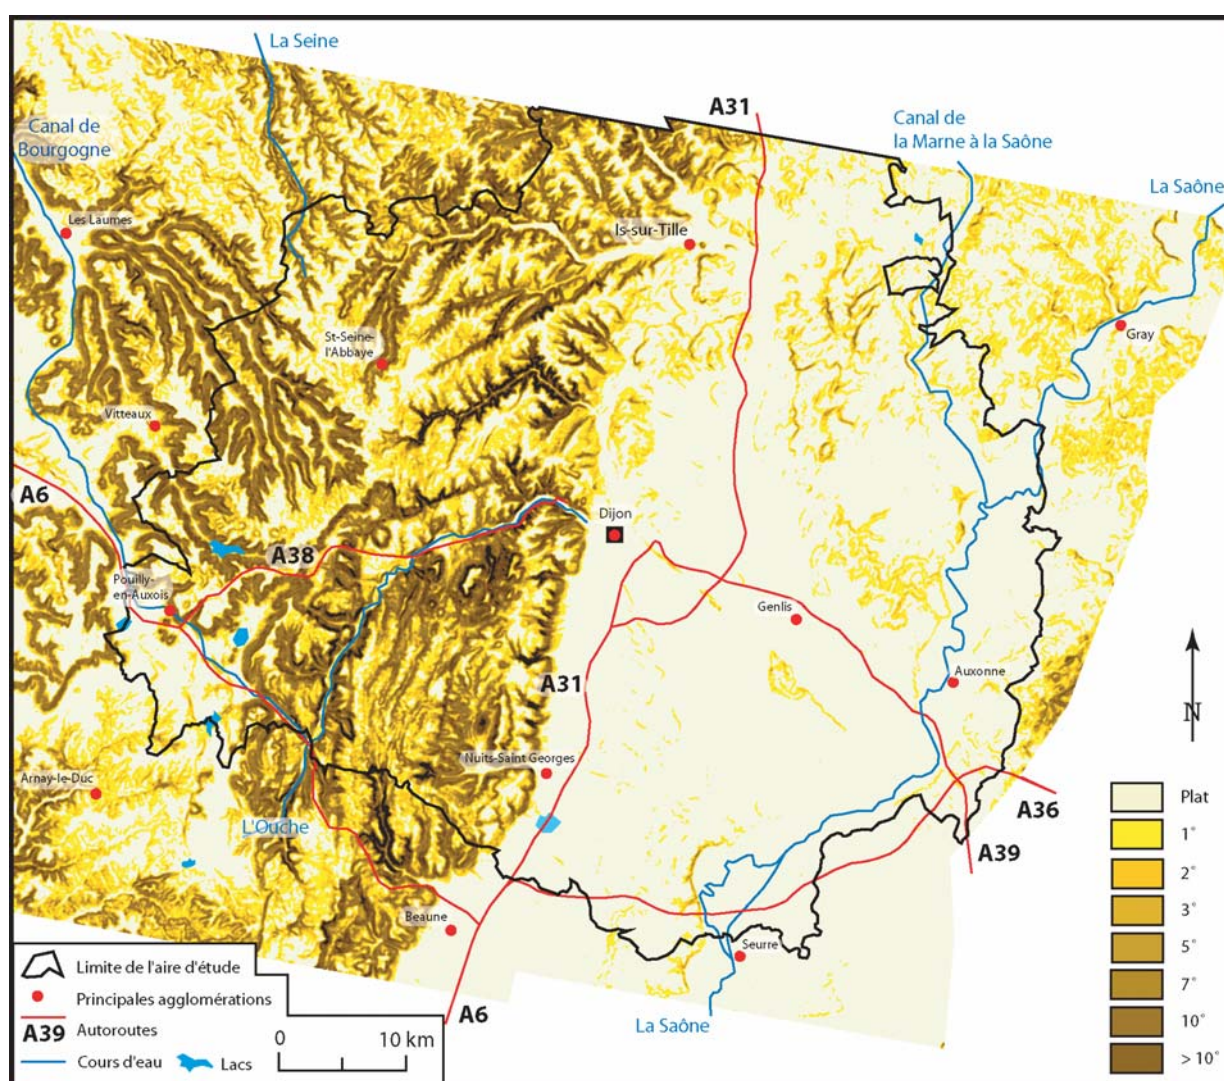 La Seine
A31
Canal de
Bourgogne
Canal de
la Marne à la Saône
La Saône
Les Laumes
Is-sur-Tille
St-Seine-
l'Abbaye
Gray
Vitteaux
A6
Dijon
A38
Pouilly-
en-Auxois
Genlis
Auxonne
A31
N
Nuits-Saint Georges
Arnay-le-Duc
L'Ouche
A36
A39
Beaune
Seurre
A6
La Saône
Plat
1°
2°
3°
5°
7°
10°
> 10°
Limite de l'aire d'étude
Principales agglomérations
A39 Autoroutes
Cours d'eau Lacs
0 10 km